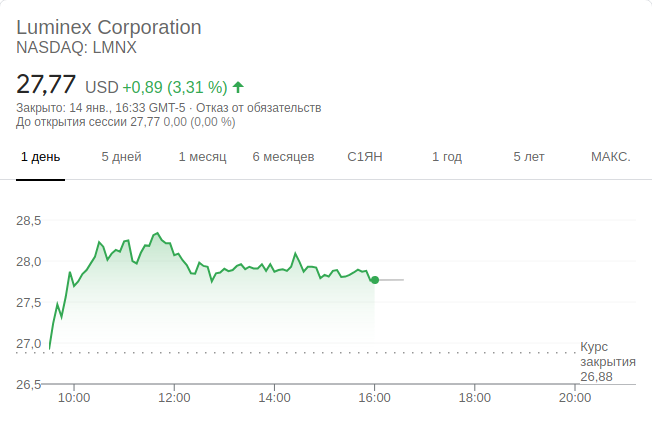 Luminex Corporation
NASDAQ: LMNX
27,77 USD +0,89 (3,31 %)
Закрыто: 14 янв., 16:33 GMT-5 · Отказ от обязательств
До открытия сессии 27,77 0,00 (0,00 %)
1 день 5 дней 1 месяц 6 месяцев С1ЯН 1 год 5 лет МАКС.
28,5
28,0
27,5
27,0
Курс
закрытия
26,88
26,5
10:00 12:00 14:00 16:00 18:00 20:00